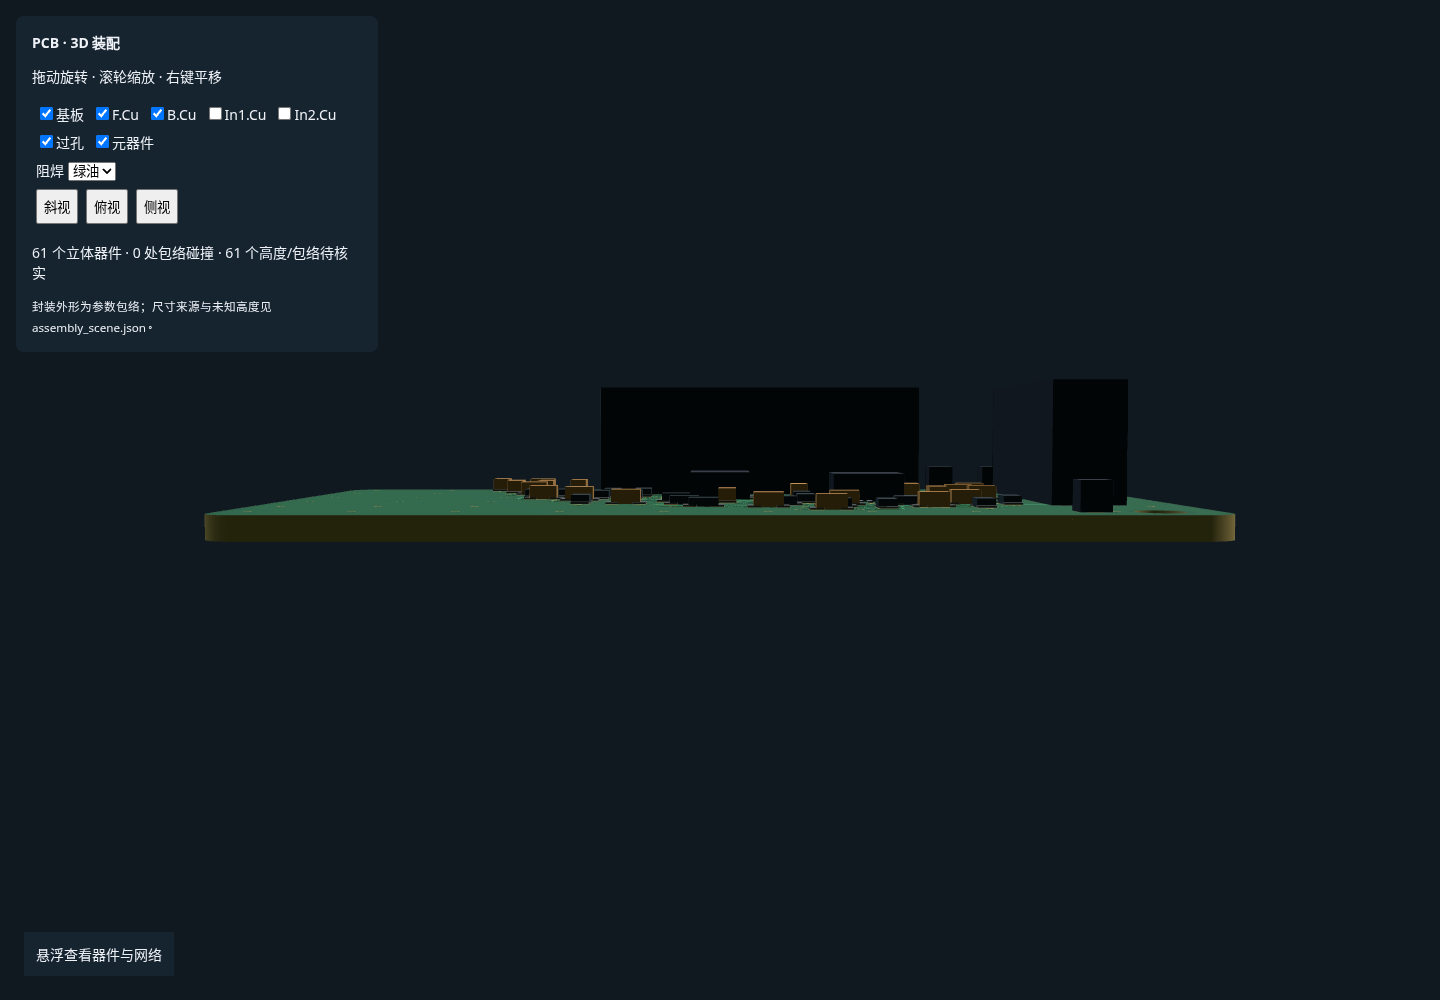 PCB · 3D 装配
拖动旋转 · 滚轮缩放 · 右键平移
基板 F.Cu B.Cu In1.Cu In2.Cu
过孔 元器件
阻焊 绿油
斜视 俯视 侧视
61 个立体器件 · 0 处包络碰撞 · 61 个高度/包络待核
实
封装外形为参数包络；尺寸来源与未知高度见
assembly_scene.json。
悬浮查看器件与网络